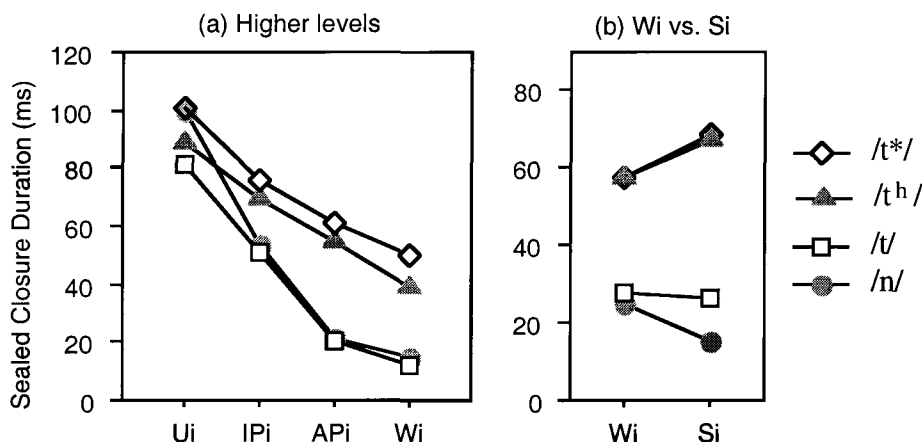 (a) Higher levels
(b) Wi vs. Si
Sealed Closure Duration (ms)
120
100
80
60
40
20
0
Ui IPi APi Wi
80
60
40
20
0
Wi Si
/t*/
/tʰ/
/t/
/n/